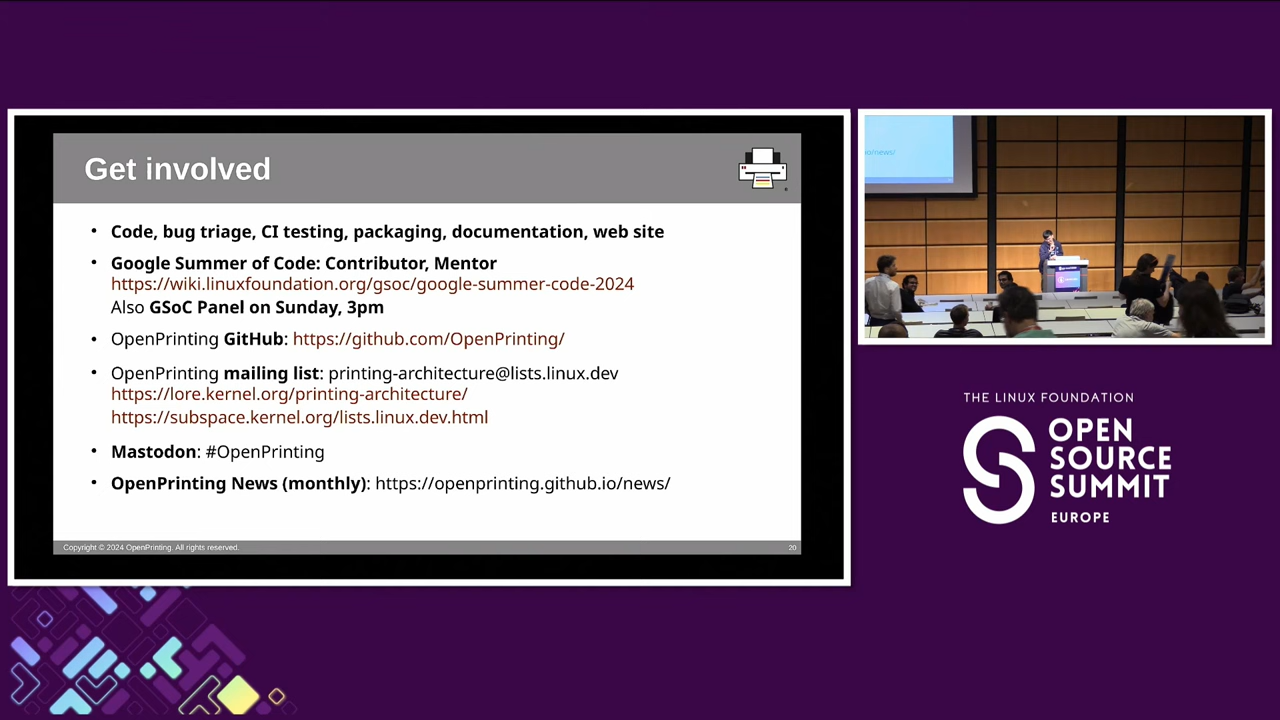 Get involved
• Code, bug triage, CI testing, packaging, documentation, web site
• Google Summer of Code: Contributor, Mentor
https://wiki.linuxfoundation.org/gsoc/google-summer-code-2024
Also GSoC Panel on Sunday, 3pm
• OpenPrinting GitHub: https://github.com/OpenPrinting/
• OpenPrinting mailing list: printing-architecture@lists.linux.dev
https://lore.kernel.org/printing-architecture/
https://subspace.kernel.org/lists.linux.dev.html
• Mastodon: #OpenPrinting
• OpenPrinting News (monthly): https://openprinting.github.io/news/
Copyright © 2024 OpenPrinting. All rights reserved.
20
THE LINUX FOUNDATION
OPEN
SOURCE
SUMMIT
EUROPE